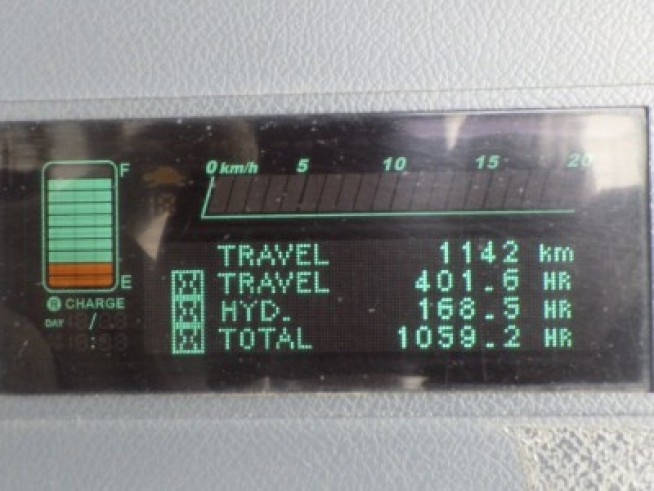 F
0 km/h 5 10 15 20
TRAVEL 1142 km
TRAVEL 401.6 HR
E
HYD. 168.5 HR
CHARGE
DAY / :
TOTAL 1059.2 HR